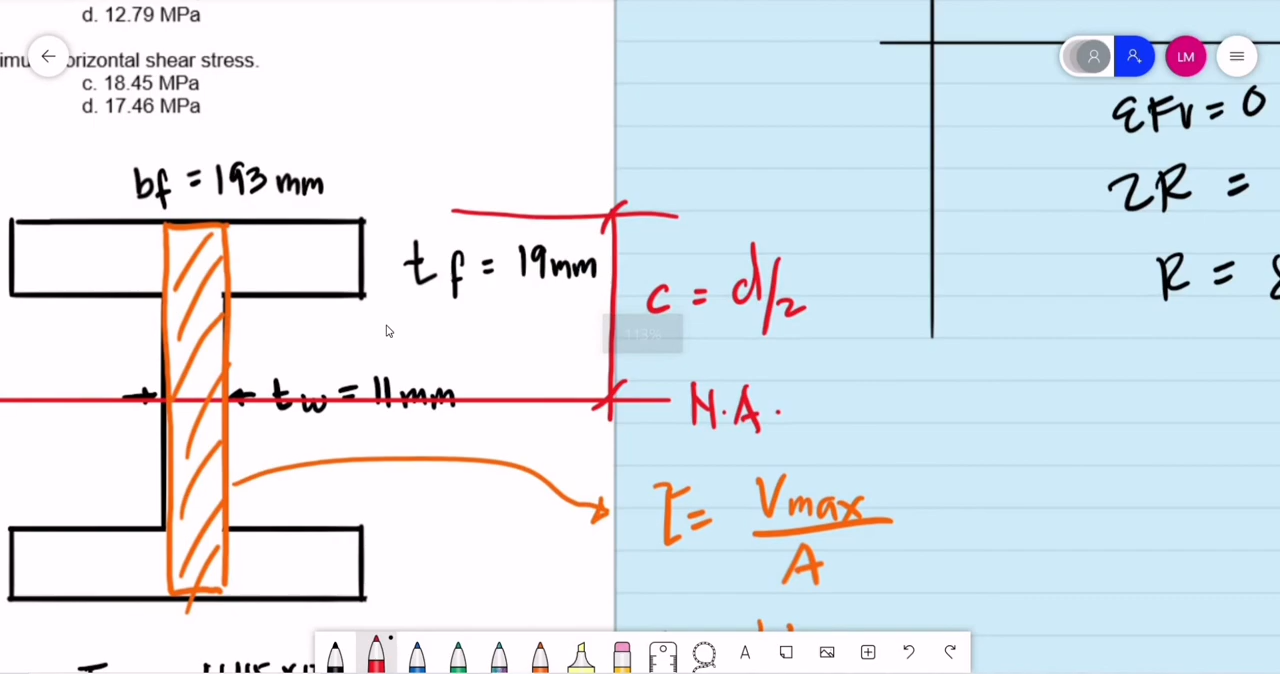 d. 12.79 MPa
orizontal shear stress.
c. 18.45 MPa
d. 17.46 MPa
LM
bf = 193 mm
tf = 19mm
tw = 11mm
c = d/2
113%
N.A.
τ = Vmax
A
ΣFv = 0
2R =
R =
A